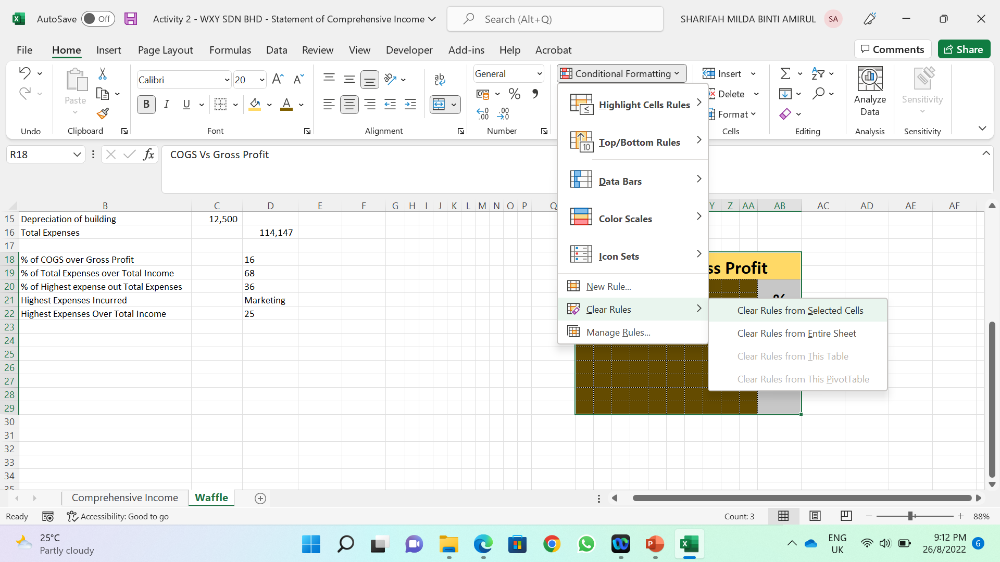 AutoSave Off Activity 2 - WXY SDN BHD - Statement of Comprehensive Income Search (Alt+Q) SHARIFAH MILDA BINTI AMIRUL SA
File Home Insert Page Layout Formulas Data Review View Developer Add-ins Help Acrobat Comments Share
Calibri 20 General Conditional Formatting Insert
Paste B I U Delete Format
Analyze Data Sensitivity
Undo Clipboard Font Alignment Number Cells Editing Analysis Sensitivity
Highlight Cells Rules
Top/Bottom Rules
Data Bars
Color Scales
Icon Sets
New Rule...
Clear Rules
Manage Rules...
Clear Rules from Selected Cells
Clear Rules from Entire Sheet
Clear Rules from This Table
Clear Rules from This PivotTable
R18 fx COGS Vs Gross Profit
B C D E F G H I J K L M N O P Q Y Z AA AB AC AD AE AF
15 Depreciation of building 12,500
16 Total Expenses 114,147
17
18 % of COGS over Gross Profit 16
19 % of Total Expenses over Total Income 68
20 % of Highest expense out Total Expenses 36
21 Highest Expenses Incurred Marketing
22 Highest Expenses Over Total Income 25
23
24
25
26
27
28
29
30
31
32
33
34
35
ss Profit
%
Comprehensive Income Waffle
Ready Accessibility: Good to go Count: 3 88%
25°C
Partly cloudy
ENG
UK
9:12 PM
26/8/2022
6